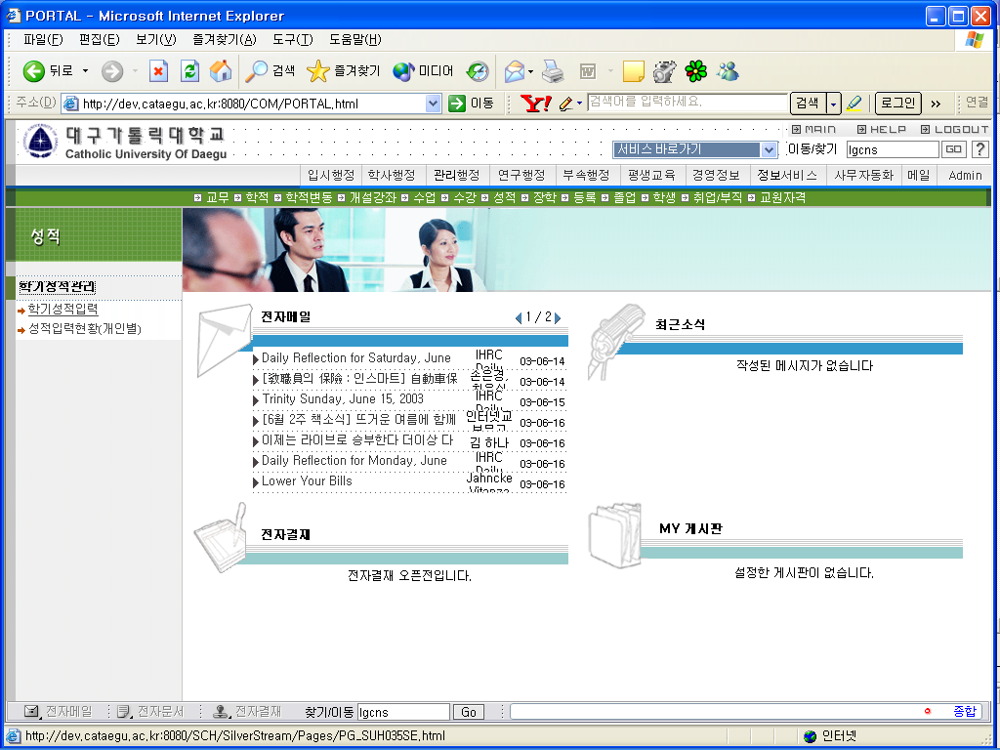 PORTAL - Microsoft Internet Explorer
파일(F) 편집(E) 보기(V) 즐겨찾기(A) 도구(T) 도움말(H)
뒤로 검색 즐겨찾기 미디어
주소(D) http://dev.cataegu.ac.kr:8080/COM/PORTAL.html 이동 Y! 검색어를 입력하세요. 검색 로그인 » 연결
MAIN HELP LOGOUT
대구가톨릭대학교
Catholic University Of Daegu
서비스 바로가기 이동/찾기 lgcns GO ?
입시행정 학사행정 관리행정 연구행정 부속행정 평생교육 경영정보 정보서비스 사무자동화 메일 Admin
교무 학적 학적변동 개설강좌 수업 수강 성적 장학 등록 졸업 학생 취업/부직 교원자격
성적
학기성적관리
학기성적입력
성적입력현황(개인별)
전자메일 1 / 2
Daily Reflection for Saturday, June IHRC Daily 03-06-14
[敎職員의 保險 : 인스마트] 自動車保 손은경, 03-06-14
Trinity Sunday, June 15, 2003 IHRC Daily 03-06-15
[6월 2주 책소식] 뜨거운 여름에 함께 인터넷교보문고 03-06-16
이제는 라이브로 승부한다 더이상 다 김 하나 03-06-16
Daily Reflection for Monday, June IHRC Daily 03-06-16
Lower Your Bills Jahncke 03-06-16
최근소식
작성된 메시지가 없습니다
전자결재
전자결재 오픈전입니다.
MY 게시판
설정한 게시판이 없습니다.
전자메일 전자문서 전자결재 찾기/이동 lgcns Go 종합
http://dev.cataegu.ac.kr:8080/SCH/SilverStream/Pages/PG_SUH035SE.html 인터넷